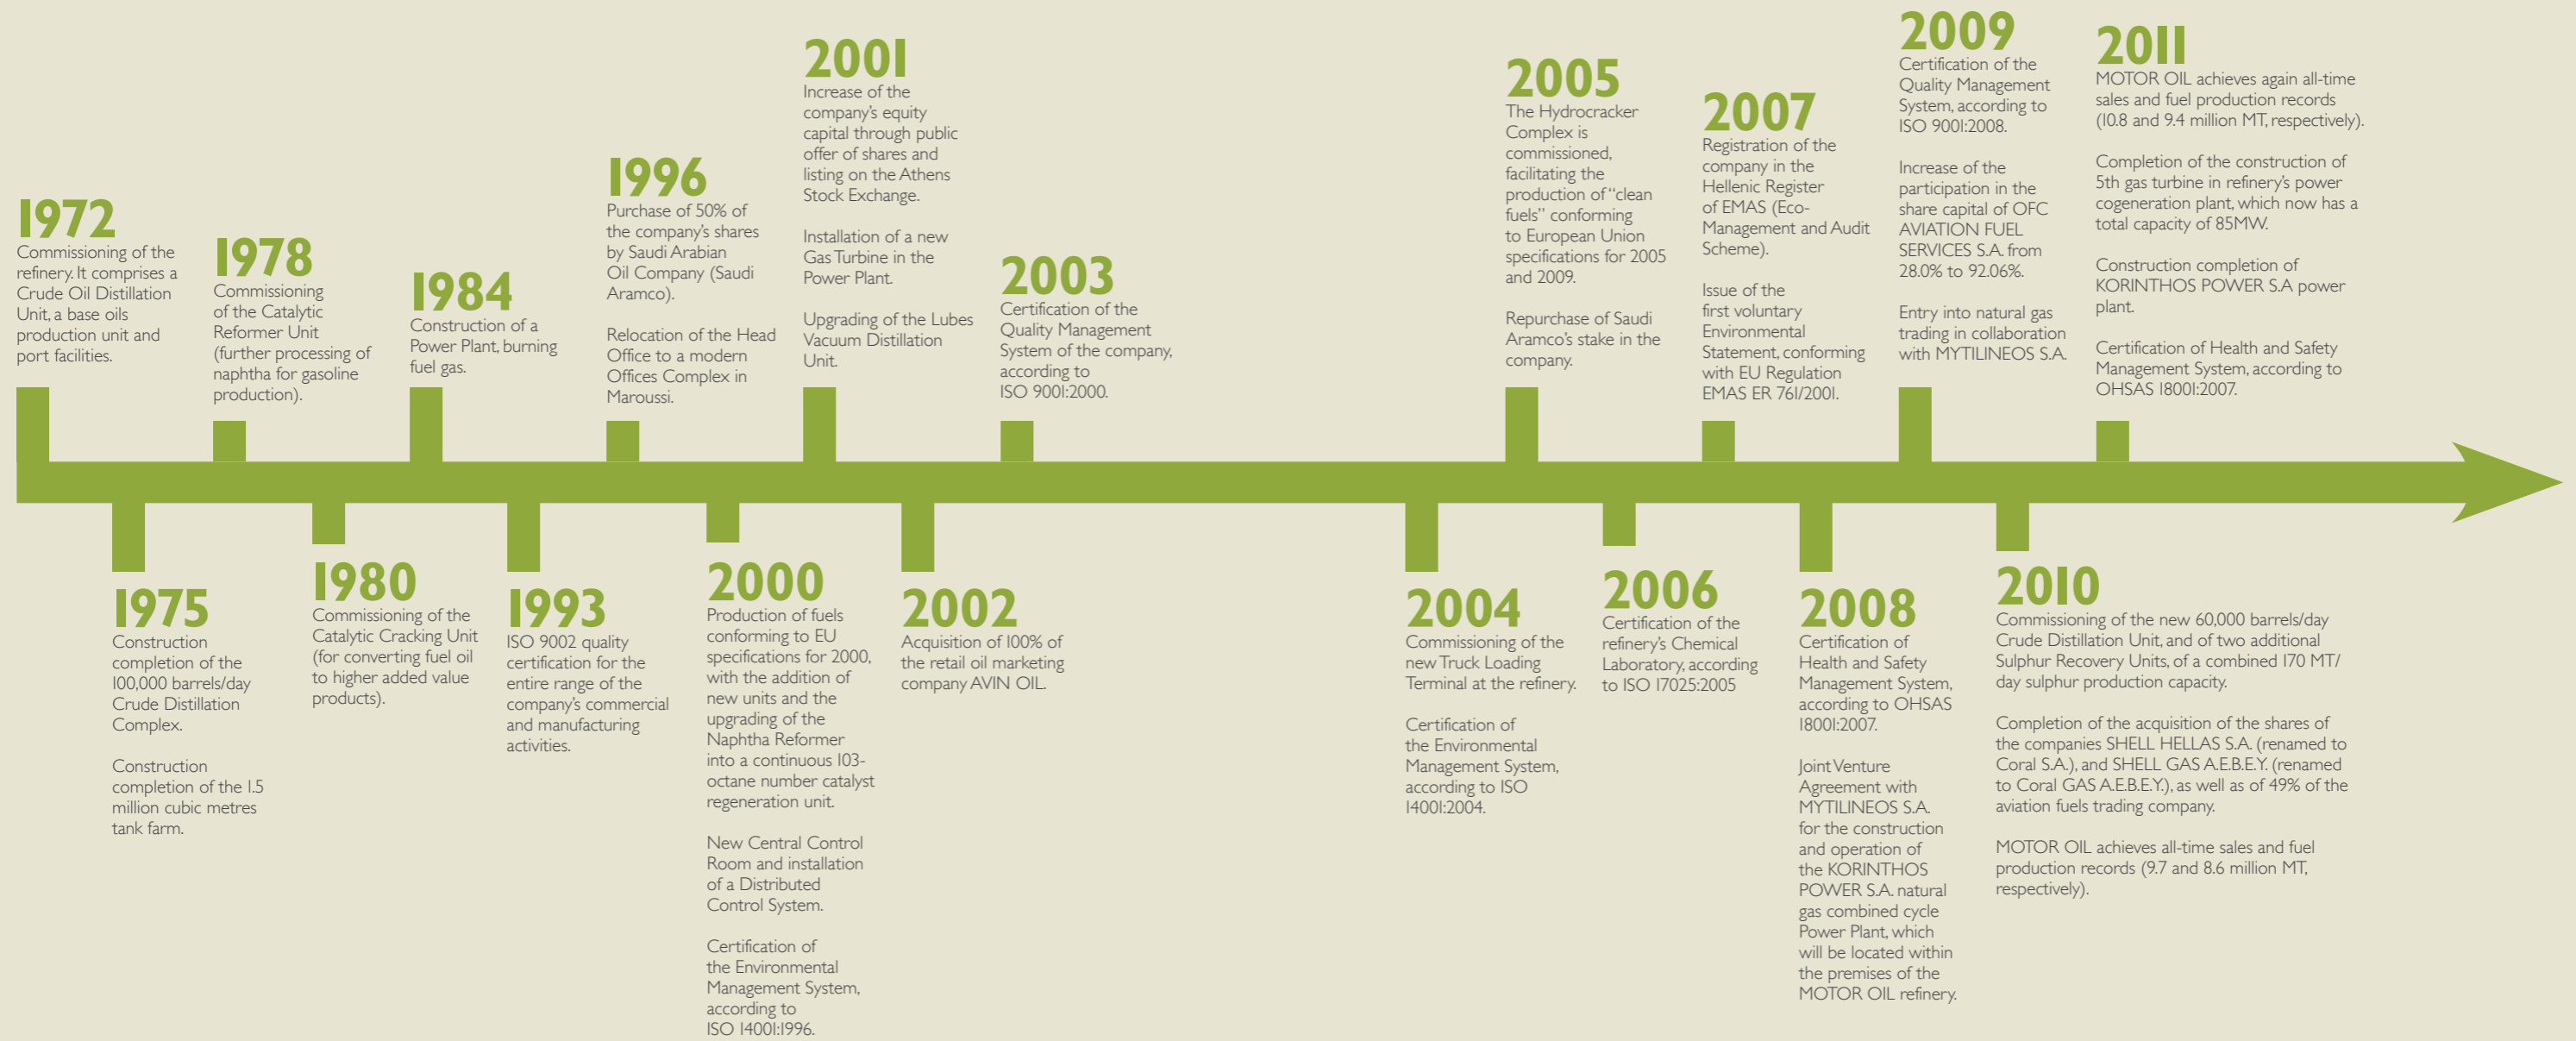 1972
Commissioning of the
refinery. It comprises a
Crude Oil Distillation
Unit, a base oils
production unit and
port facilities.
1975
Construction
completion of the
100,000 barrels/day
Crude Distillation
Complex.
Construction
completion of the 1.5
million cubic metres
tank farm.
1978
Commissioning
of the Catalytic
Reformer Unit
(further processing of
naphtha for gasoline
production).
1980
Commissioning of the
Catalytic Cracking Unit
(for converting fuel oil
to higher added value
products).
1984
Construction of a
Power Plant, burning
fuel gas.
1993
ISO 9002 quality
certification for the
entire range of the
company's commercial
and manufacturing
activities.
1996
Purchase of 50% of
the company's shares
by Saudi Arabian
Oil Company (Saudi
Aramco).
Relocation of the Head
Office to a modern
Offices Complex in
Maroussi.
2000
Production of fuels
conforming to EU
specifications for 2000,
with the addition of
new units and the
upgrading of the
Naphtha Reformer
into a continuous 103-
octane number catalyst
regeneration unit.
New Central Control
Room and installation
of a Distributed
Control System.
Certification of
the Environmental
Management System,
according to
ISO 14001:1996.
2001
Increase of the
company's equity
capital through public
offer of shares and
listing on the Athens
Stock Exchange.
Installation of a new
Gas Turbine in the
Power Plant.
Upgrading of the Lubes
Vacuum Distillation
Unit.
2002
Acquisition of 100% of
the retail oil marketing
company AVIN OIL.
2003
Certification of the
Quality Management
System of the company,
according to
ISO 9001:2000.
2004
Commissioning of the
new Truck Loading
Terminal at the refinery.
Certification of
the Environmental
Management System,
according to ISO
14001:2004.
2005
The Hydrocracker
Complex is
commissioned,
facilitating the
production of "clean
fuels" conforming
to European Union
specifications for 2005
and 2009.
Repurchase of Saudi
Aramco's stake in the
company.
2006
Certification of the
refinery's Chemical
Laboratory, according
to ISO 17025:2005
2007
Registration of the
company in the
Hellenic Register
of EMAS (Eco-
Management and Audit
Scheme).
Issue of the
first voluntary
Environmental
Statement, conforming
with EU Regulation
EMAS ER 761/2001.
2008
Certification of
Health and Safety
Management System,
according to OHSAS
18001:2007.
Joint Venture
Agreement with
MYTILINEOS S.A.
for the construction
and operation of
the KORINTHOS
POWER S.A. natural
gas combined cycle
Power Plant, which
will be located within
the premises of the
MOTOR OIL refinery.
2009
Certification of the
Quality Management
System, according to
ISO 9001:2008.
Increase of the
participation in the
share capital of OFC
AVIATION FUEL
SERVICES S.A. from
28.0% to 92.06%.
Entry into natural gas
trading in collaboration
with MYTILINEOS S.A.
2010
Commissioning of the new 60,000 barrels/day
Crude Distillation Unit, and of two additional
Sulphur Recovery Units, of a combined 170 MT/
day sulphur production capacity.
Completion of the acquisition of the shares of
the companies SHELL HELLAS S.A. (renamed to
Coral S.A.), and SHELL GAS A.E.B.E.Y. (renamed
to Coral GAS A.E.B.E.Y.), as well as of 49% of the
aviation fuels trading company.
MOTOR OIL achieves all-time sales and fuel
production records (9.7 and 8.6 million MT,
respectively).
2011
MOTOR OIL achieves again all-time
sales and fuel production records
(10.8 and 9.4 million MT, respectively).
Completion of the construction of
5th gas turbine in refinery's power
cogeneration plant, which now has a
total capacity of 85MW.
Construction completion of
KORINTHOS POWER S.A power
plant.
Certification of Health and Safety
Management System, according to
OHSAS 18001:2007.